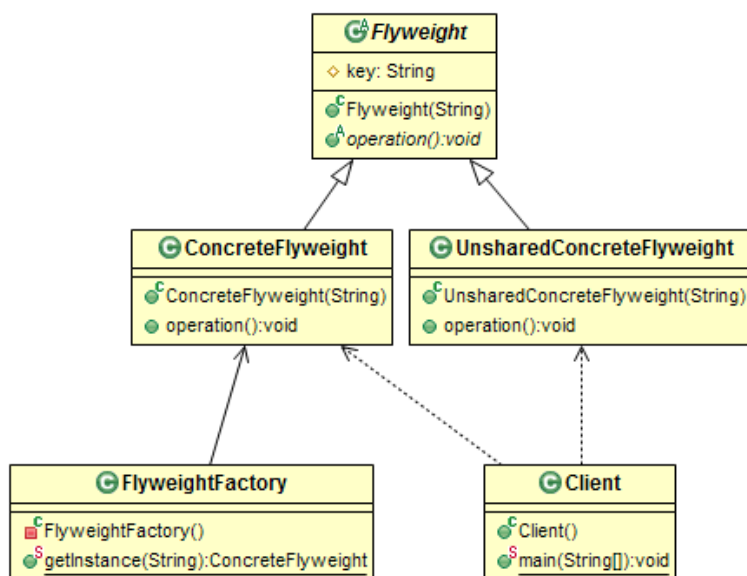 Flyweight
key: String
Flyweight(String)
operation():void
ConcreteFlyweight
ConcreteFlyweight(String)
operation():void
UnsharedConcreteFlyweight
UnsharedConcreteFlyweight(String)
operation():void
FlyweightFactory
FlyweightFactory()
getInstance(String):ConcreteFlyweight
Client
Client()
main(String[]):void